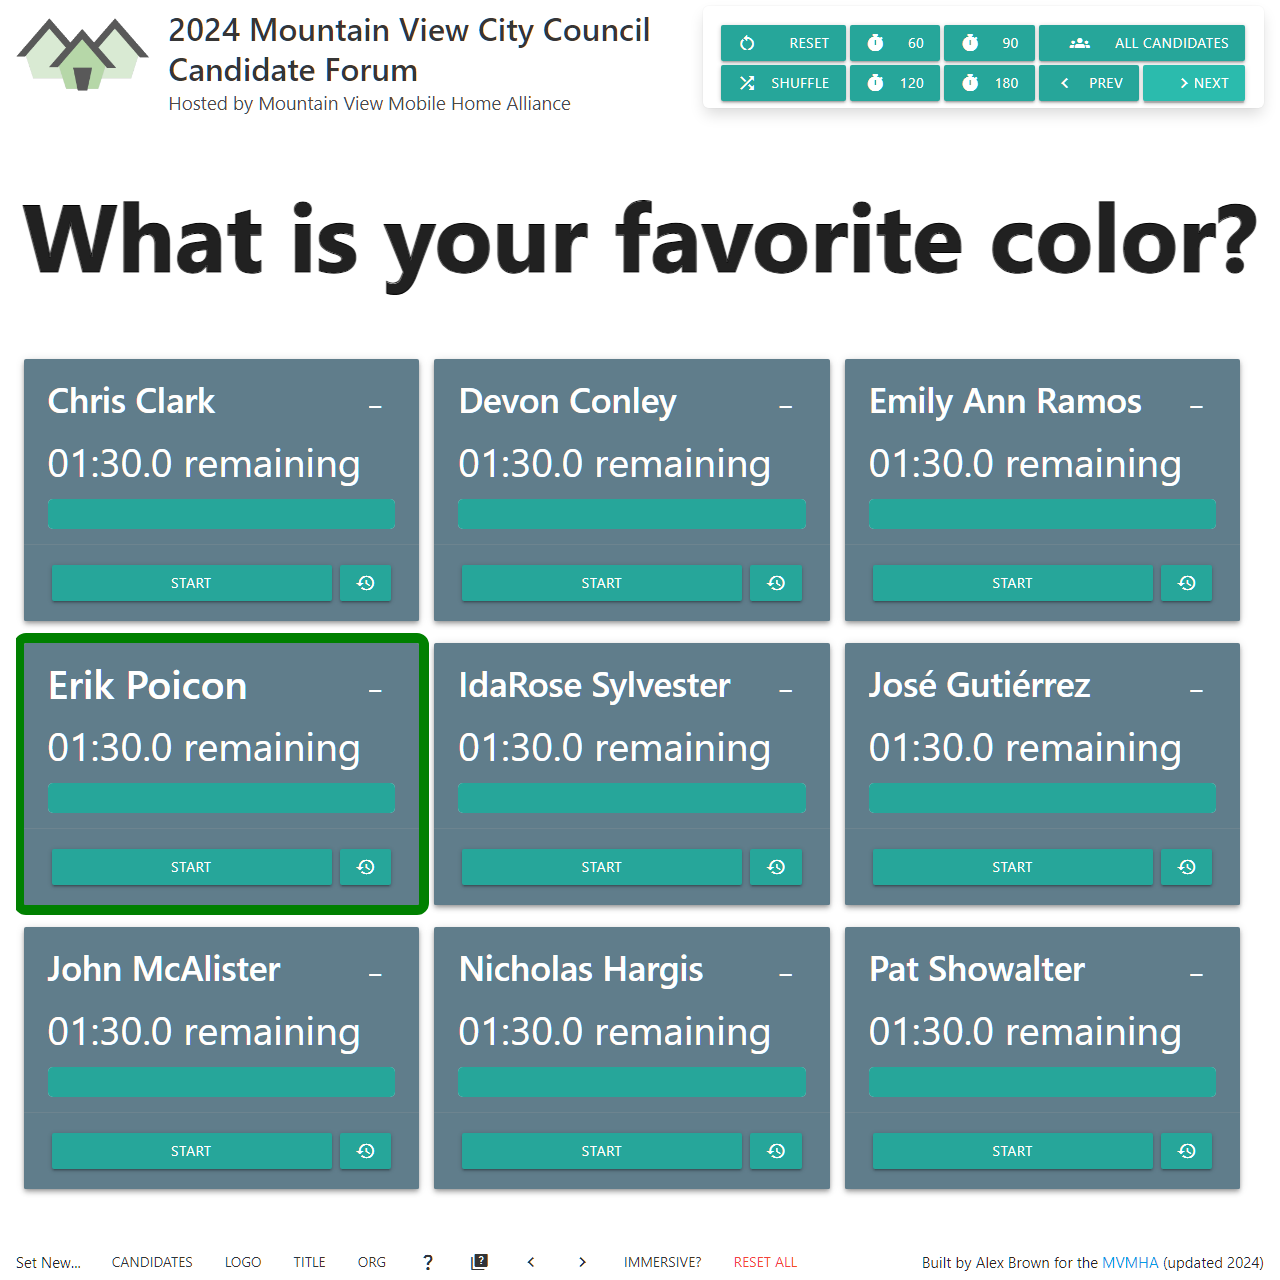 2024 Mountain View City Council
Candidate Forum
Hosted by Mountain View Mobile Home Alliance
RESET 60 90 ALL CANDIDATES
SHUFFLE 120 180 PREV NEXT
What is your favorite color?
Chris Clark –
01:30.0 remaining
START
Devon Conley –
01:30.0 remaining
START
Emily Ann Ramos –
01:30.0 remaining
START
Erik Poicon –
01:30.0 remaining
START
IdaRose Sylvester –
01:30.0 remaining
START
José Gutiérrez –
01:30.0 remaining
START
John McAlister –
01:30.0 remaining
START
Nicholas Hargis –
01:30.0 remaining
START
Pat Showalter –
01:30.0 remaining
START
Set New... CANDIDATES LOGO TITLE ORG ? ? < > IMMERSIVE? RESET ALL Built by Alex Brown for the MVMHA (updated 2024)